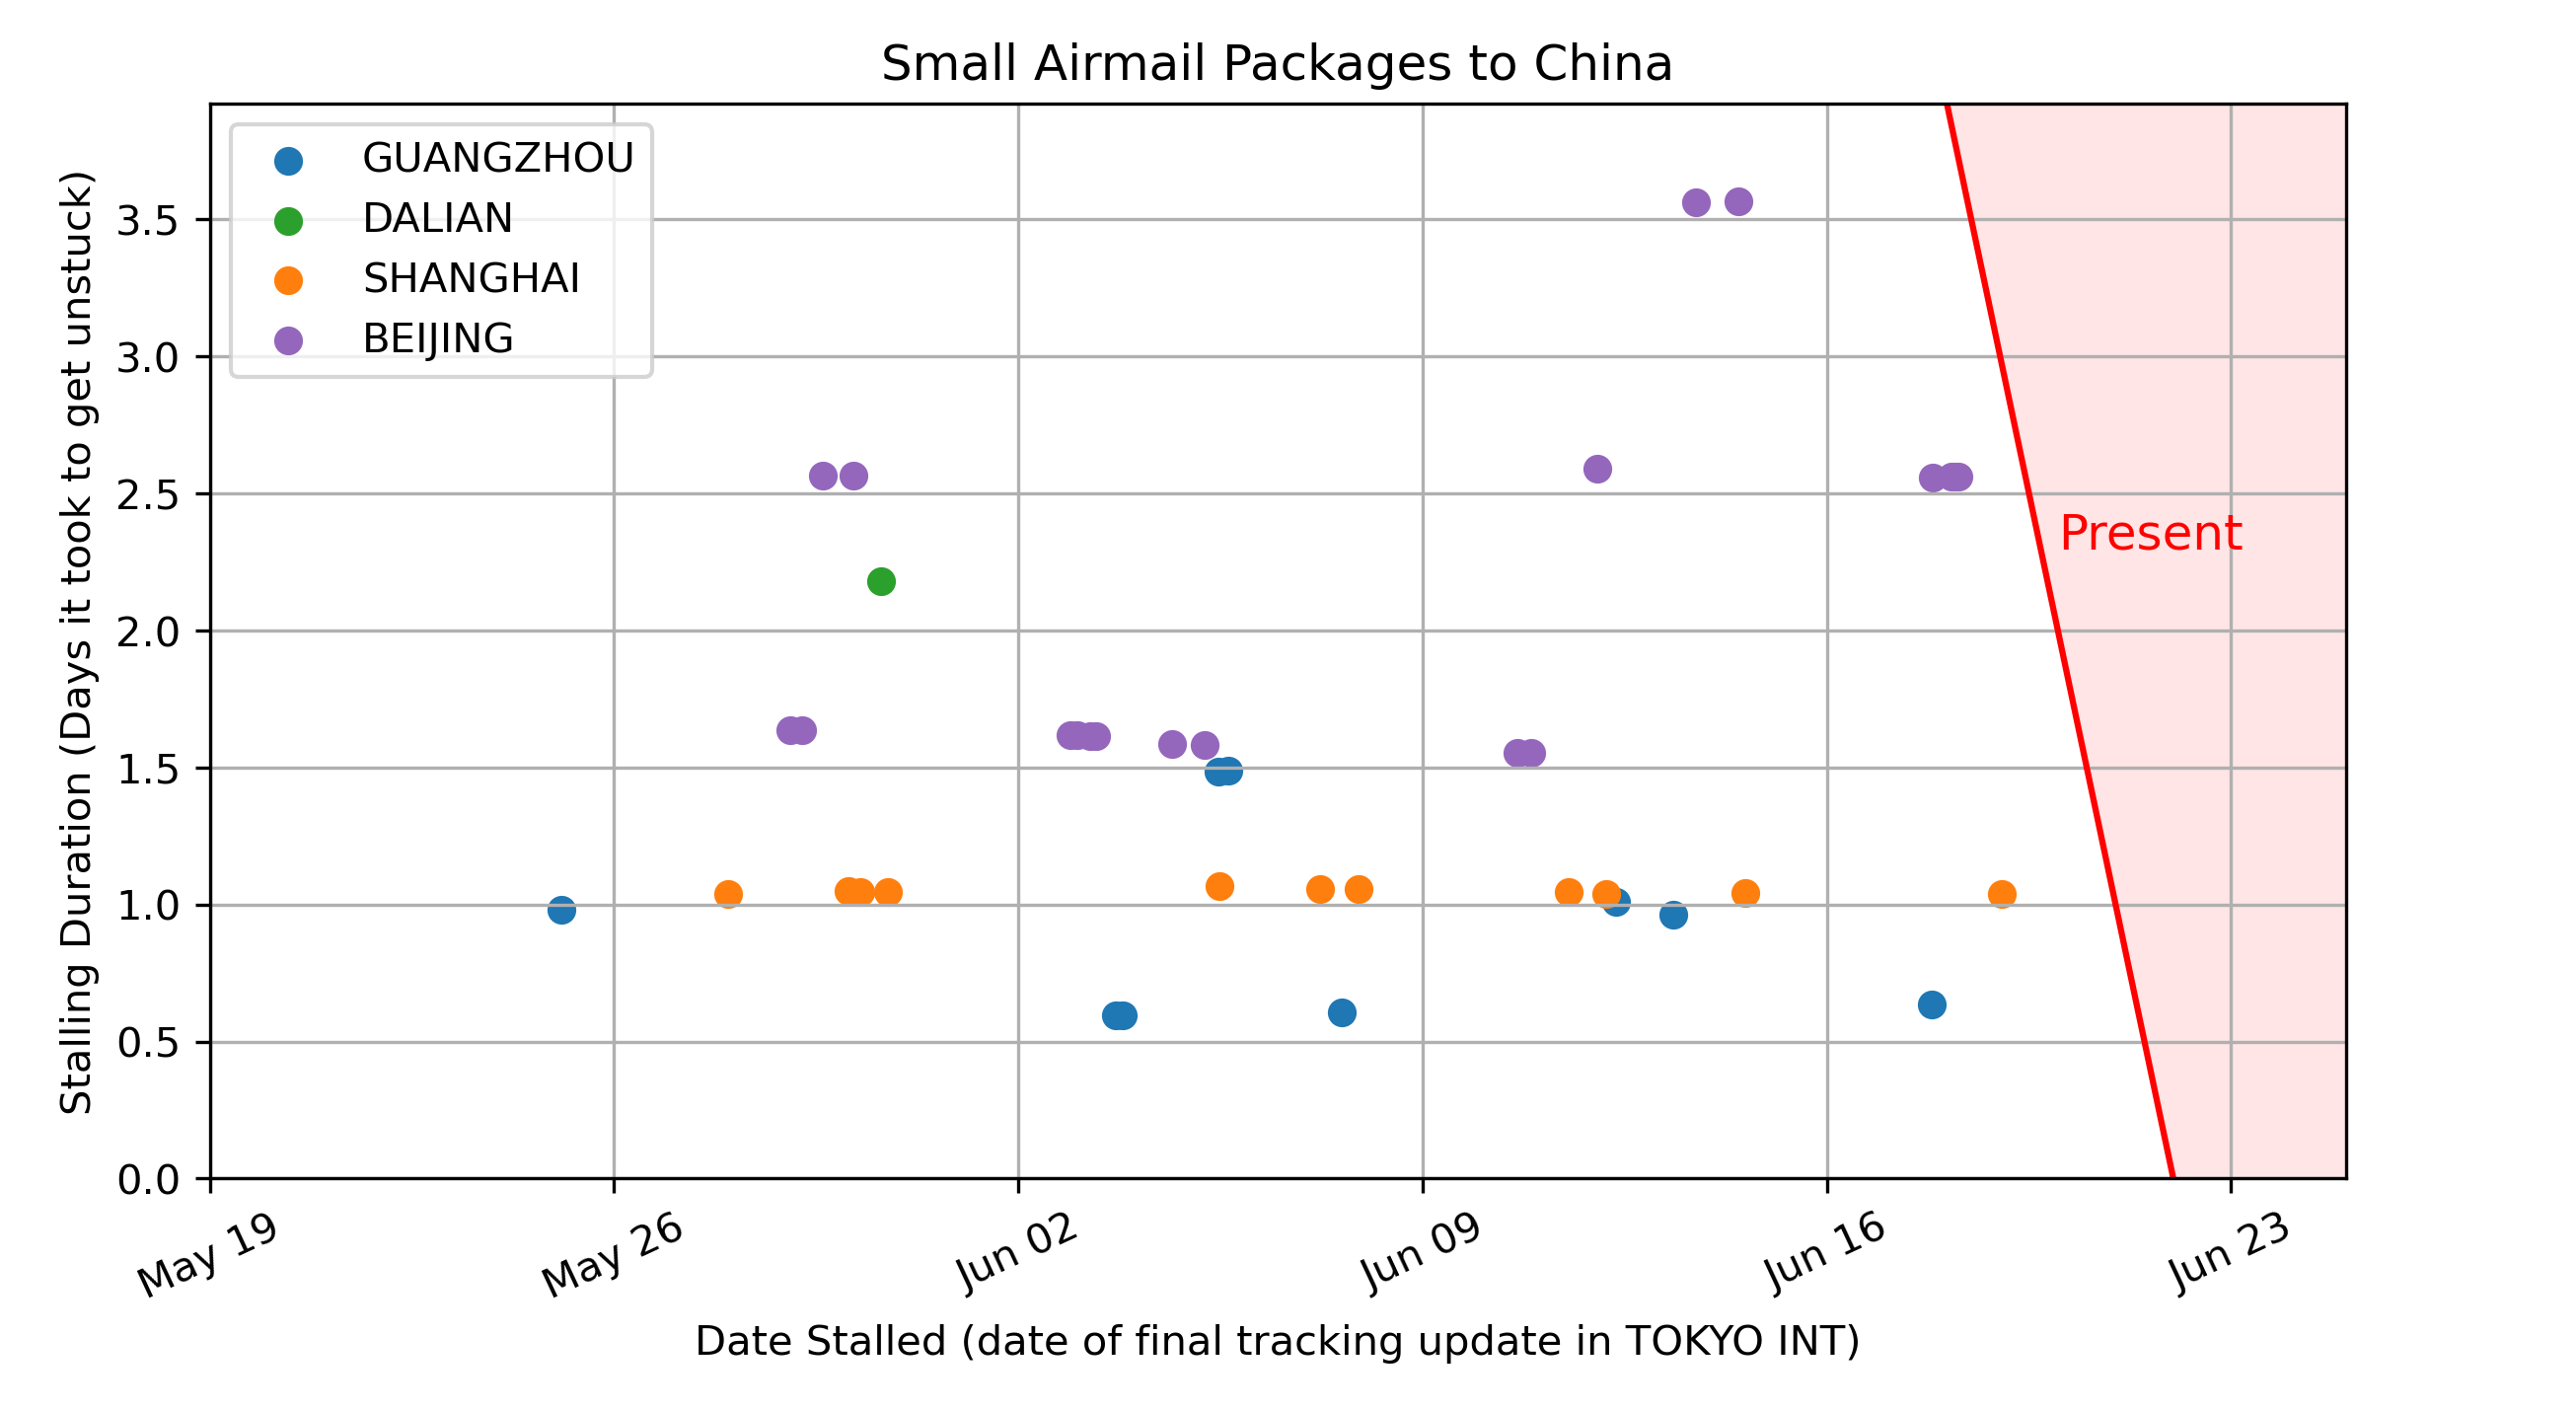 Small Airmail Packages to China
GUANGZHOU
DALIAN
SHANGHAI
BEIJING
Present
Stalling Duration (Days it took to get unstuck)
3.5
3.0
2.5
2.0
1.5
1.0
0.5
0.0
May 19
May 26
Jun 02
Jun 09
Jun 16
Jun 23
Date Stalled (date of final tracking update in TOKYO INT)